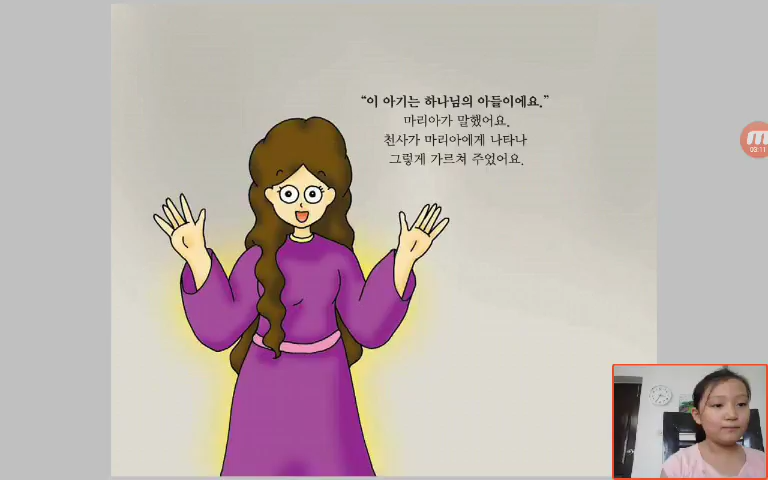 “이 아기는 하나님의 아들이에요.”
마리아가 말했어요.
천사가 마리아에게 나타나
그렇게 가르쳐 주었어요.
03:11